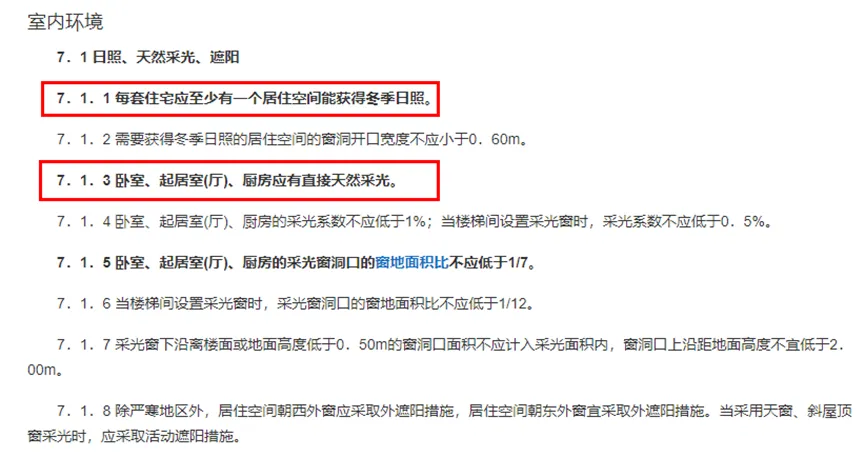 室内环境
7．1 日照、天然采光、遮阳
7．1．1 每套住宅应至少有一个居住空间能获得冬季日照。
7．1．2 需要获得冬季日照的居住空间的窗洞开口宽度不应小于0．60m。
7．1．3 卧室、起居室(厅)、厨房应有直接天然采光。
7．1．4 卧室、起居室(厅)、厨房的采光系数不应低于1%；当楼梯间设置采光窗时，采光系数不应低于0．5%。
7．1．5 卧室、起居室(厅)、厨房的采光窗洞口的窗地面积比不应低于1/7。
7．1．6 当楼梯间设置采光窗时，采光窗洞口的窗地面积比不应低于1/12。
7．1．7 采光窗下沿离楼面或地面高度低于0．50m的窗洞口面积不应计入采光面积内，窗洞口上沿距地面高度不宜低于2．
00m。
7．1．8 除严寒地区外，居住空间朝西外窗应采取外遮阳措施，居住空间朝东外窗宜采取外遮阳措施。当采用天窗、斜屋顶
窗采光时，应采取活动遮阳措施。